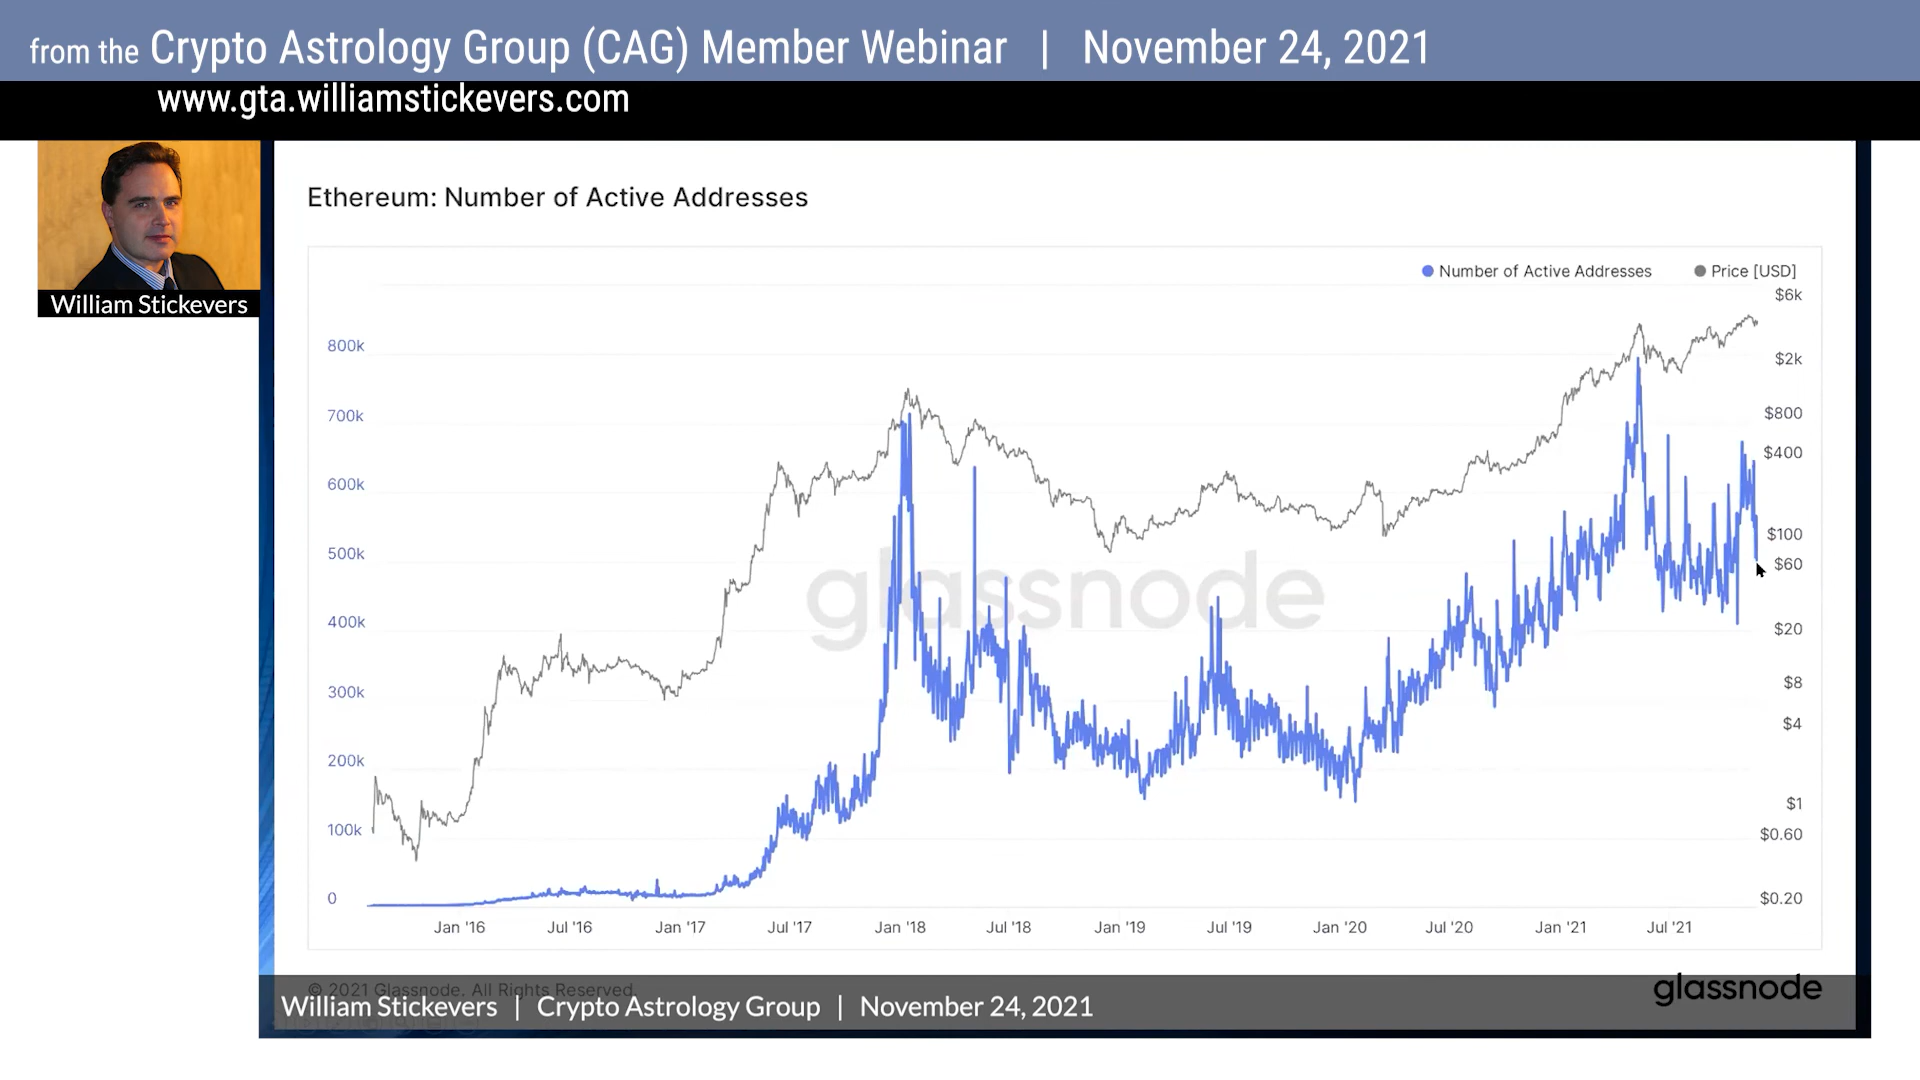 from the Crypto Astrology Group (CAG) Member Webinar | November 24, 2021
www.gta.williamstickevers.com
William Stickevers
Ethereum: Number of Active Addresses
Number of Active Addresses Price [USD]
$6k
800k
$2k
700k
$800
$400
600k
500k
$100
$60
glassnode
400k
$20
300k
$8
$4
200k
$1
100k
$0.60
0
$0.20
Jan '16 Jul '16 Jan '17 Jul '17 Jan '18 Jul '18 Jan '19 Jul '19 Jan '20 Jul '20 Jan '21 Jul '21
© 2021 Glassnode. All Rights Reserved.
glassnode
William Stickevers | Crypto Astrology Group | November 24, 2021